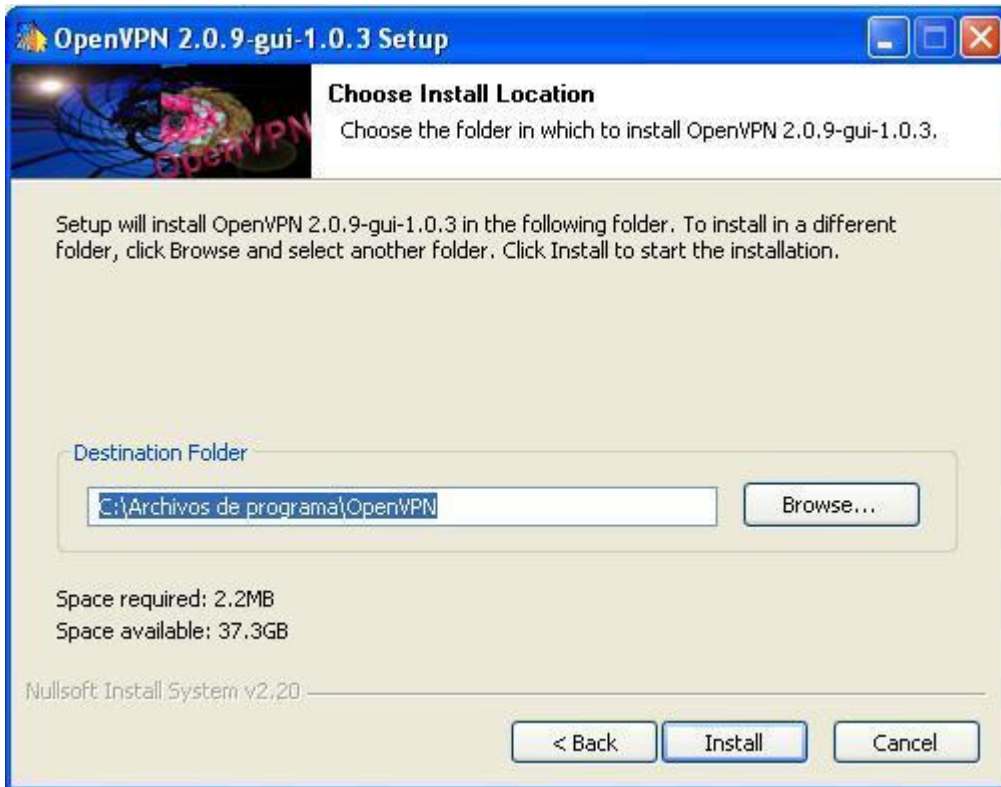 OpenVPN 2.0.9-gui-1.0.3 Setup
OpenVPN
Choose Install Location
Choose the folder in which to install OpenVPN 2.0.9-gui-1.0.3.
Setup will install OpenVPN 2.0.9-gui-1.0.3 in the following folder. To install in a different
folder, click Browse and select another folder. Click Install to start the installation.
Destination Folder
C:\Archivos de programa\OpenVPN
Browse...
Space required: 2.2MB
Space available: 37.3GB
Nullsoft Install System v2.20
< Back
Install
Cancel